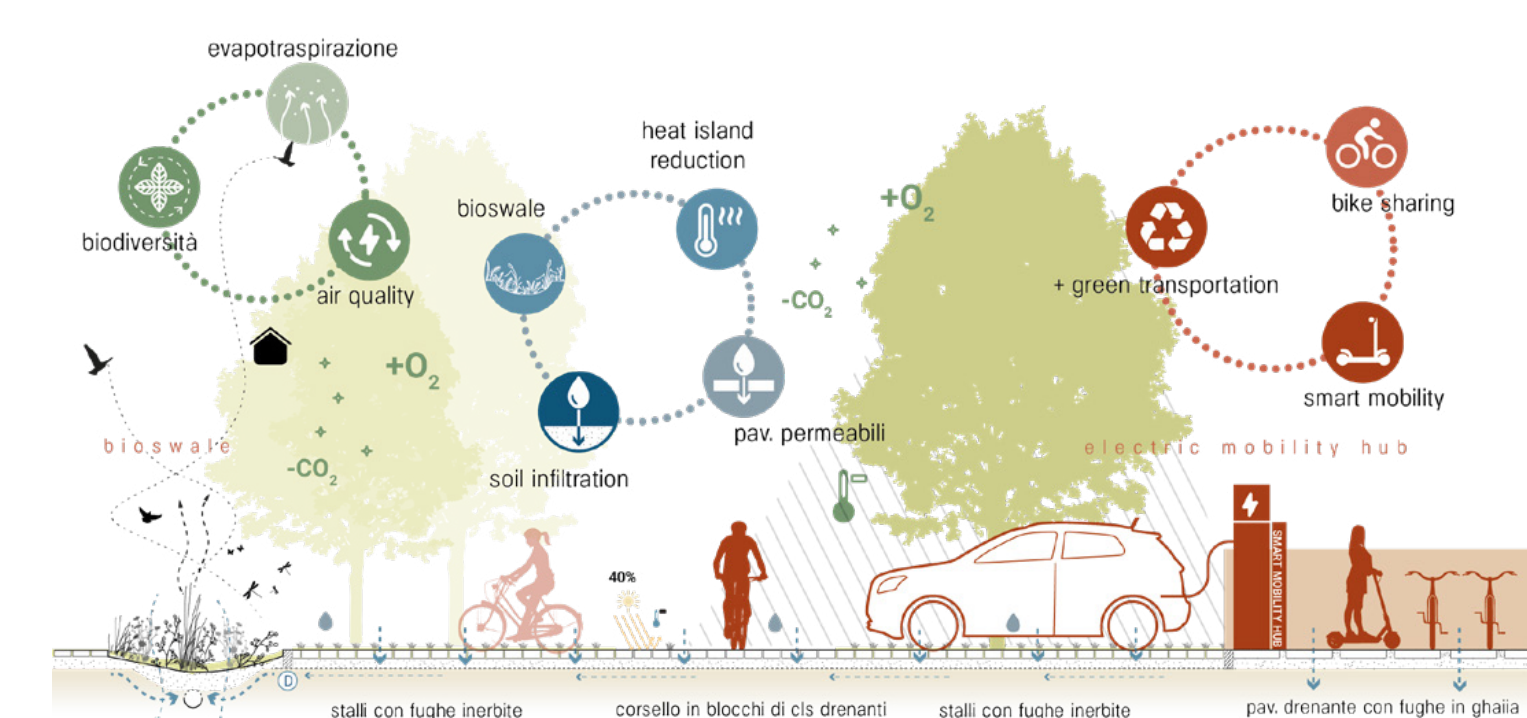 evapotraspirazione
biodiversità
air quality
bioswale
heat island
reduction
soil infiltration
pav. permeabili
+O2
-CO2
+O2
-CO2
+ green transportation
bike sharing
smart mobility
bioswale
electric mobility hub
40%
SMART MOBILITY HUB
D
stalli con fughe inerbite
corsello in blocchi di cls drenanti
stalli con fughe inerbite
pav. drenante con fughe in ghaiia